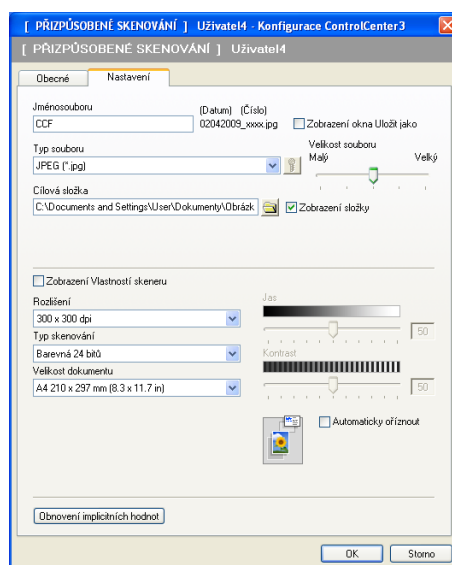 [ PŘIZPŮSOBENÉ SKENOVÁNÍ ] Uživatel4 - Konfigurace ControlCenter3
[ PŘIZPŮSOBENÉ SKENOVÁNÍ ] Uživatel4
Obecné Nastavení
Jménosouboru (Datum) (Číslo)
CCF 02042009_xxxx.jpg Zobrazení okna Uložit jako
Typ souboru Velikost souboru
JPEG (*.jpg) Malý Velký
Cílová složka
C:\Documents and Settings\User\Dokumenty\Obrázk Zobrazení složky
Zobrazení Vlastností skeneru
Rozlišení Jas
300 x 300 dpi 50
Typ skenování
Barevná 24 bitů Kontrast
Velikost dokumentu
A4 210 x 297 mm (8.3 x 11.7 in) 50
Automaticky oříznout
Obnovení implicitních hodnot
OK Storno